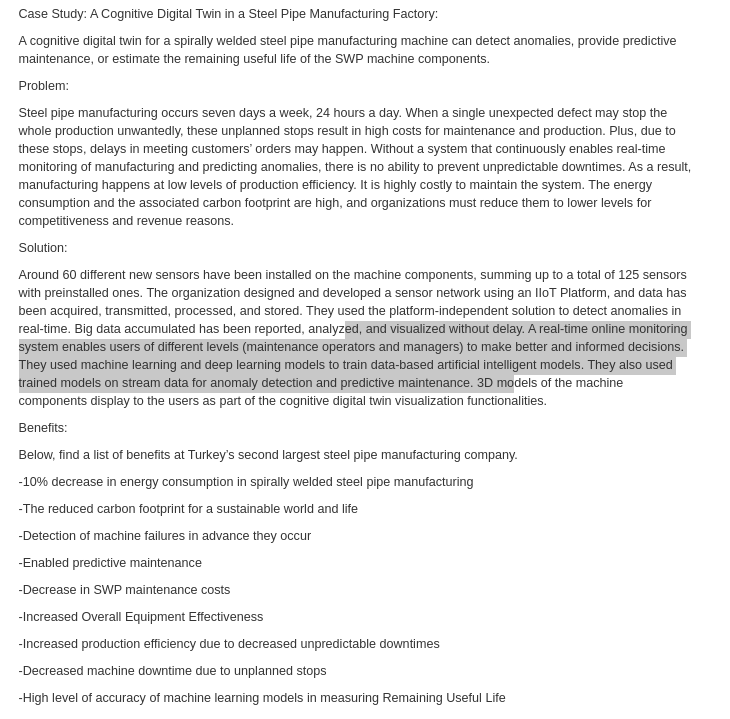 Case Study: A Cognitive Digital Twin in a Steel Pipe Manufacturing Factory:
A cognitive digital twin for a spirally welded steel pipe manufacturing machine can detect anomalies, provide predictive
maintenance, or estimate the remaining useful life of the SWP machine components.
Problem:
Steel pipe manufacturing occurs seven days a week, 24 hours a day. When a single unexpected defect may stop the
whole production unwantedly, these unplanned stops result in high costs for maintenance and production. Plus, due to
these stops, delays in meeting customers’ orders may happen. Without a system that continuously enables real-time
monitoring of manufacturing and predicting anomalies, there is no ability to prevent unpredictable downtimes. As a result,
manufacturing happens at low levels of production efficiency. It is highly costly to maintain the system. The energy
consumption and the associated carbon footprint are high, and organizations must reduce them to lower levels for
competitiveness and revenue reasons.
Solution:
Around 60 different new sensors have been installed on the machine components, summing up to a total of 125 sensors
with preinstalled ones. The organization designed and developed a sensor network using an IIoT Platform, and data has
been acquired, transmitted, processed, and stored. They used the platform-independent solution to detect anomalies in
real-time. Big data accumulated has been reported, analyzed, and visualized without delay. A real-time online monitoring
system enables users of different levels (maintenance operators and managers) to make better and informed decisions.
They used machine learning and deep learning models to train data-based artificial intelligent models. They also used
trained models on stream data for anomaly detection and predictive maintenance. 3D models of the machine
components display to the users as part of the cognitive digital twin visualization functionalities.
Benefits:
Below, find a list of benefits at Turkey’s second largest steel pipe manufacturing company.
-10% decrease in energy consumption in spirally welded steel pipe manufacturing
-The reduced carbon footprint for a sustainable world and life
-Detection of machine failures in advance they occur
-Enabled predictive maintenance
-Decrease in SWP maintenance costs
-Increased Overall Equipment Effectiveness
-Increased production efficiency due to decreased unpredictable downtimes
-Decreased machine downtime due to unplanned stops
-High level of accuracy of machine learning models in measuring Remaining Useful Life